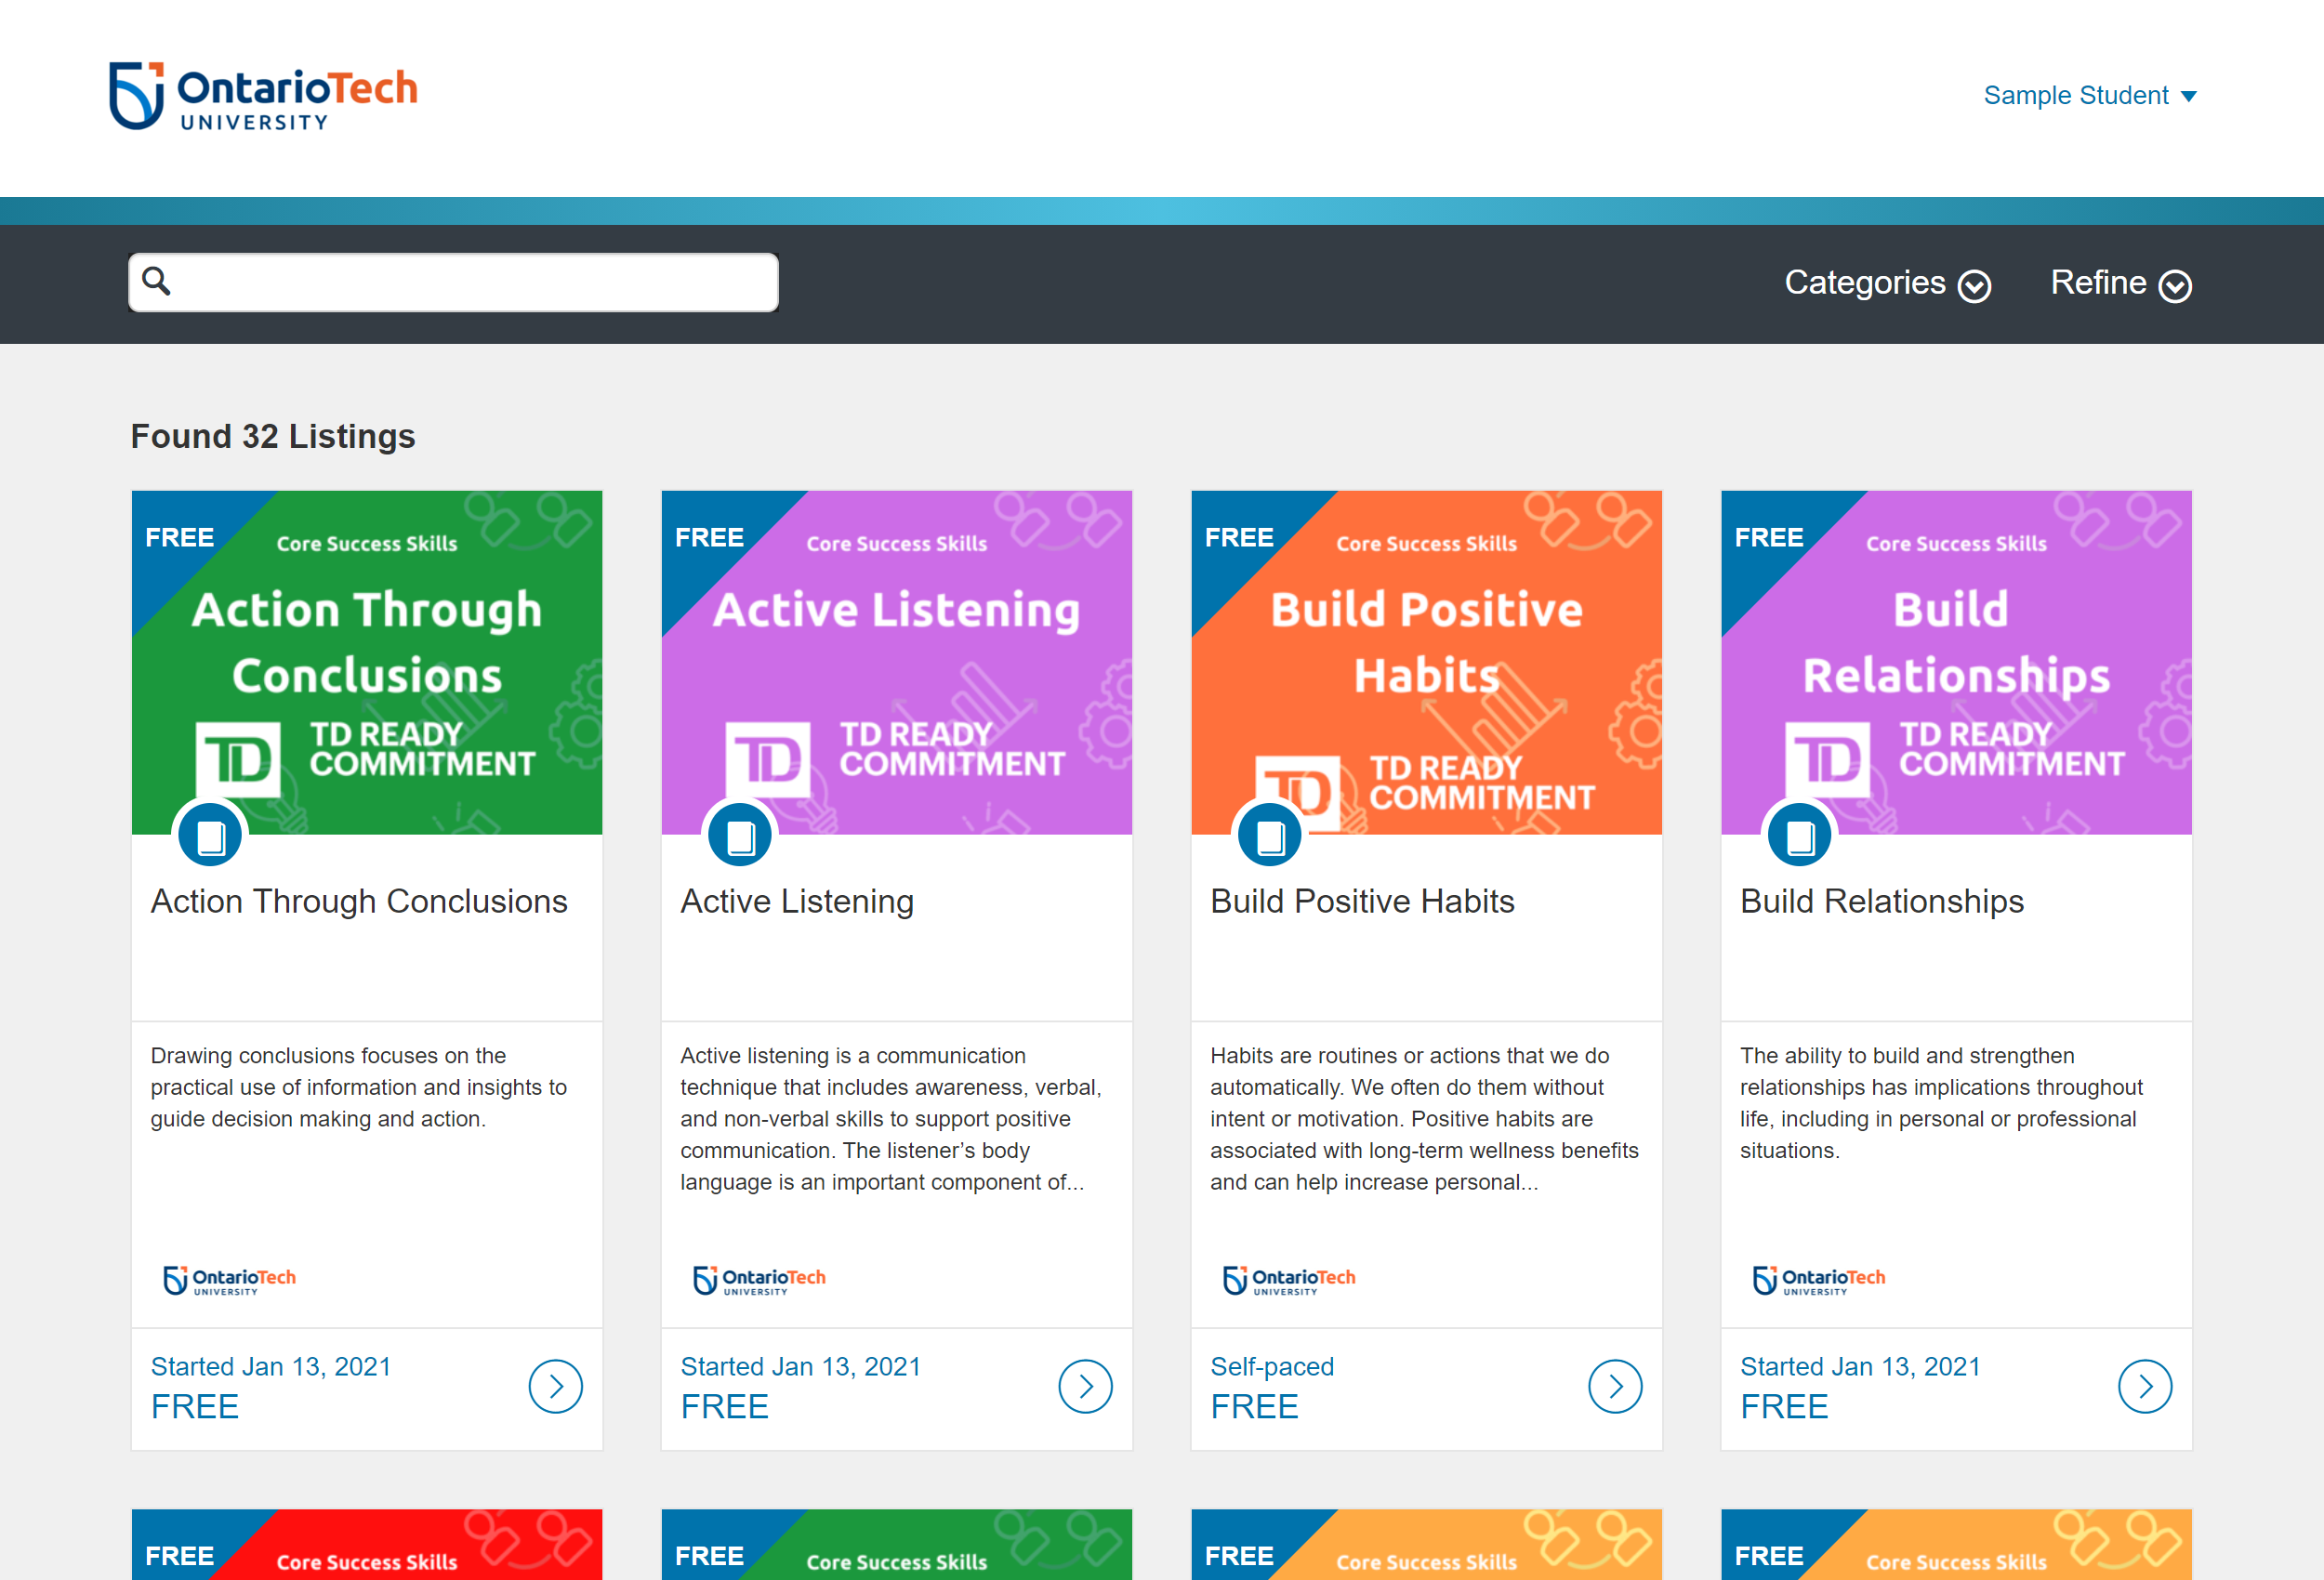 OntarioTech
UNIVERSITY
Sample Student
Categories
Refine
Found 32 Listings
FREE
Core Success Skills
Action Through
Conclusions
TD
TD READY
COMMITMENT
Action Through Conclusions
Drawing conclusions focuses on the
practical use of information and insights to
guide decision making and action.
OntarioTech
UNIVERSITY
Started Jan 13, 2021
FREE
FREE
Core Success Skills
Active Listening
TD
TD READY
COMMITMENT
Active Listening
Active listening is a communication
technique that includes awareness, verbal,
and non-verbal skills to support positive
communication. The listener’s body
language is an important component of...
OntarioTech
UNIVERSITY
Started Jan 13, 2021
FREE
FREE
Core Success Skills
Build Positive
Habits
TD
TD READY
COMMITMENT
Build Positive Habits
Habits are routines or actions that we do
automatically. We often do them without
intent or motivation. Positive habits are
associated with long-term wellness benefits
and can help increase personal...
OntarioTech
UNIVERSITY
Self-paced
FREE
FREE
Core Success Skills
Build
Relationships
TD
TD READY
COMMITMENT
Build Relationships
The ability to build and strengthen
relationships has implications throughout
life, including in personal or professional
situations.
OntarioTech
UNIVERSITY
Started Jan 13, 2021
FREE
FREE
Core Success Skills
FREE
Core Success Skills
FREE
Core Success Skills
FREE
Core Success Skills